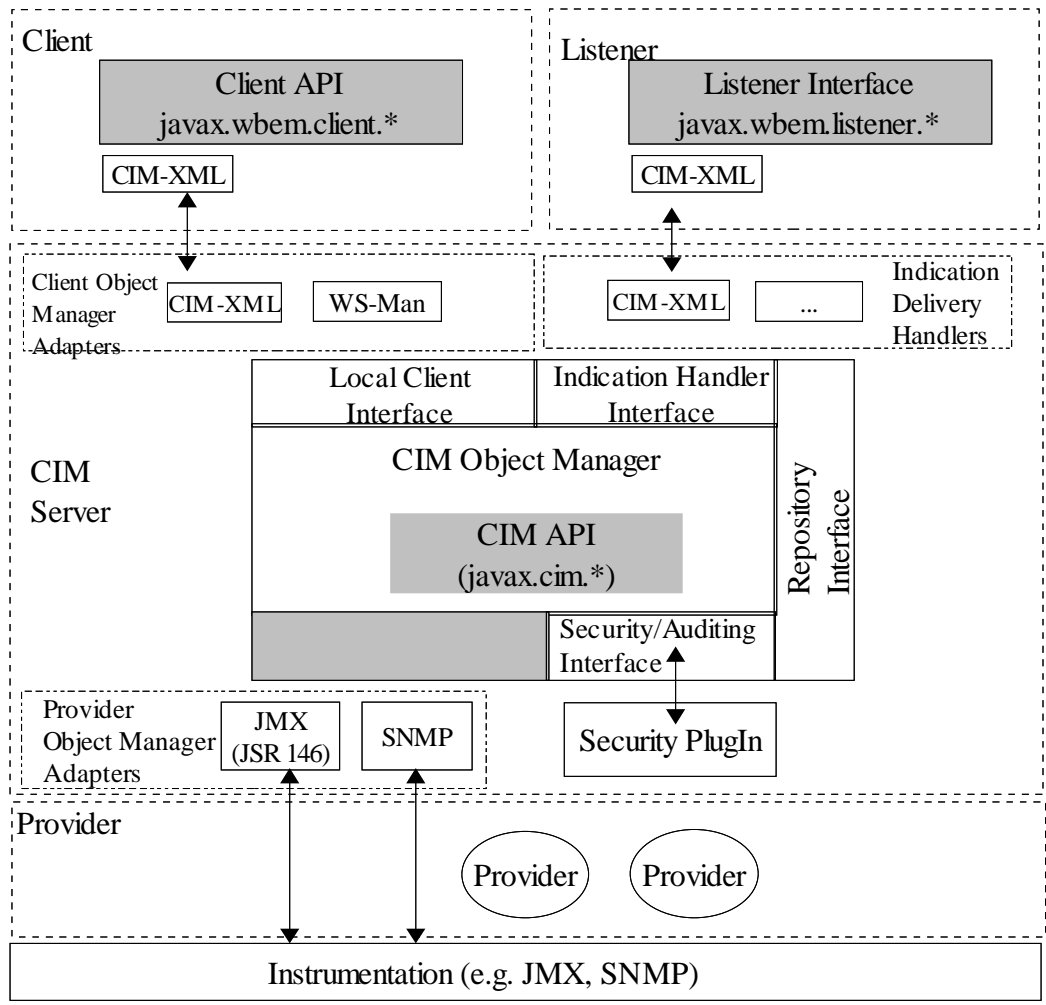 Client
Client API
javax.wbem.client.*
CIM-XML
Listener
Listener Interface
javax.wbem.listener.*
CIM-XML
Client Object
Manager
Adapters
CIM-XML
WS-Man
CIM-XML
...
Indication
Delivery
Handlers
Local Client
Interface
Indication Handler
Interface
CIM
Server
CIM Object Manager
CIM API
(javax.cim.*)
Repository
Interface
Security/Auditing
Interface
Provider
Object Manager
Adapters
JMX
(JSR 146)
SNMP
Security PlugIn
Provider
Provider
Provider
Instrumentation (e.g. JMX, SNMP)